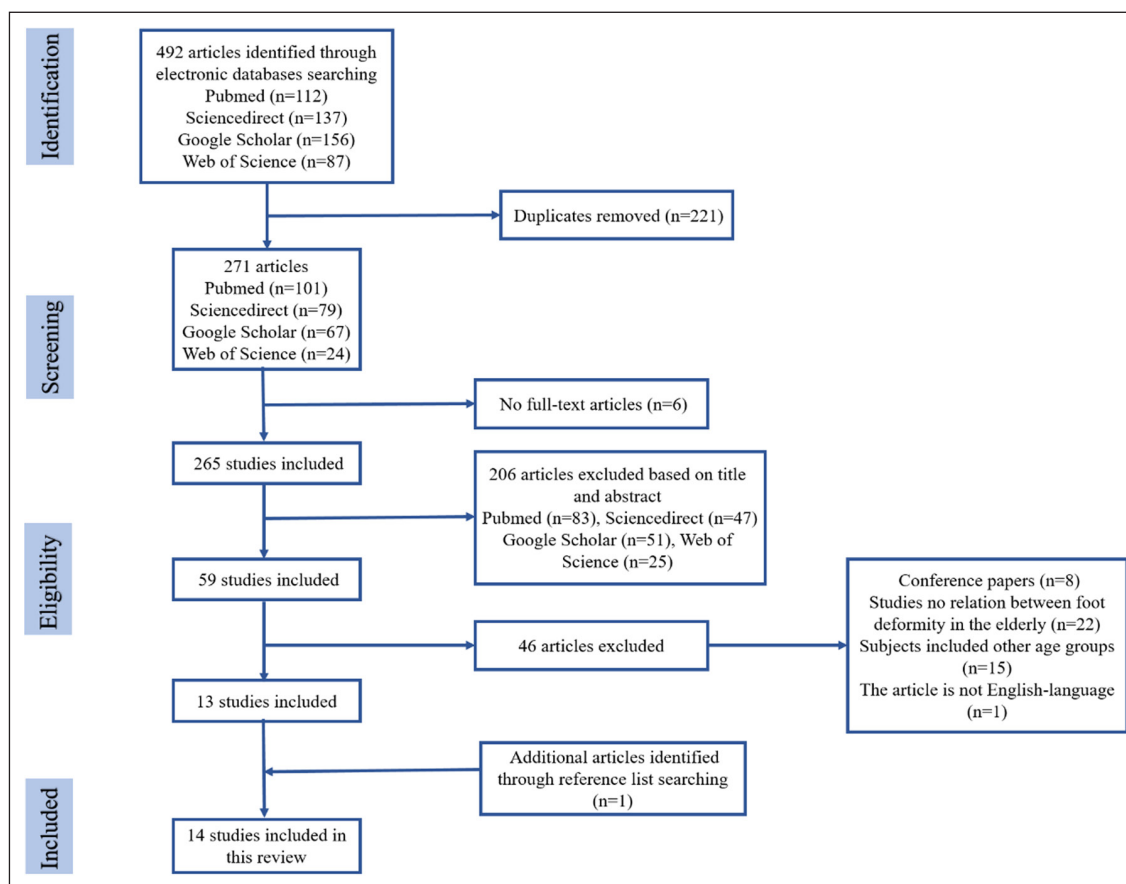 Identification
492 articles identified through
electronic databases searching
Pubmed (n=112)
Sciencedirect (n=137)
Google Scholar (n=156)
Web of Science (n=87)
Duplicates removed (n=221)
Screening
271 articles
Pubmed (n=101)
Sciencedirect (n=79)
Google Scholar (n=67)
Web of Science (n=24)
No full-text articles (n=6)
265 studies included
206 articles excluded based on title
and abstract
Pubmed (n=83), Sciencedirect (n=47)
Google Scholar (n=51), Web of
Science (n=25)
Eligibility
59 studies included
46 articles excluded
Conference papers (n=8)
Studies no relation between foot
deformity in the elderly (n=22)
Subjects included other age groups
(n=15)
The article is not English-language
(n=1)
13 studies included
Additional articles identified
through reference list searching
(n=1)
Included
14 studies included in
this review